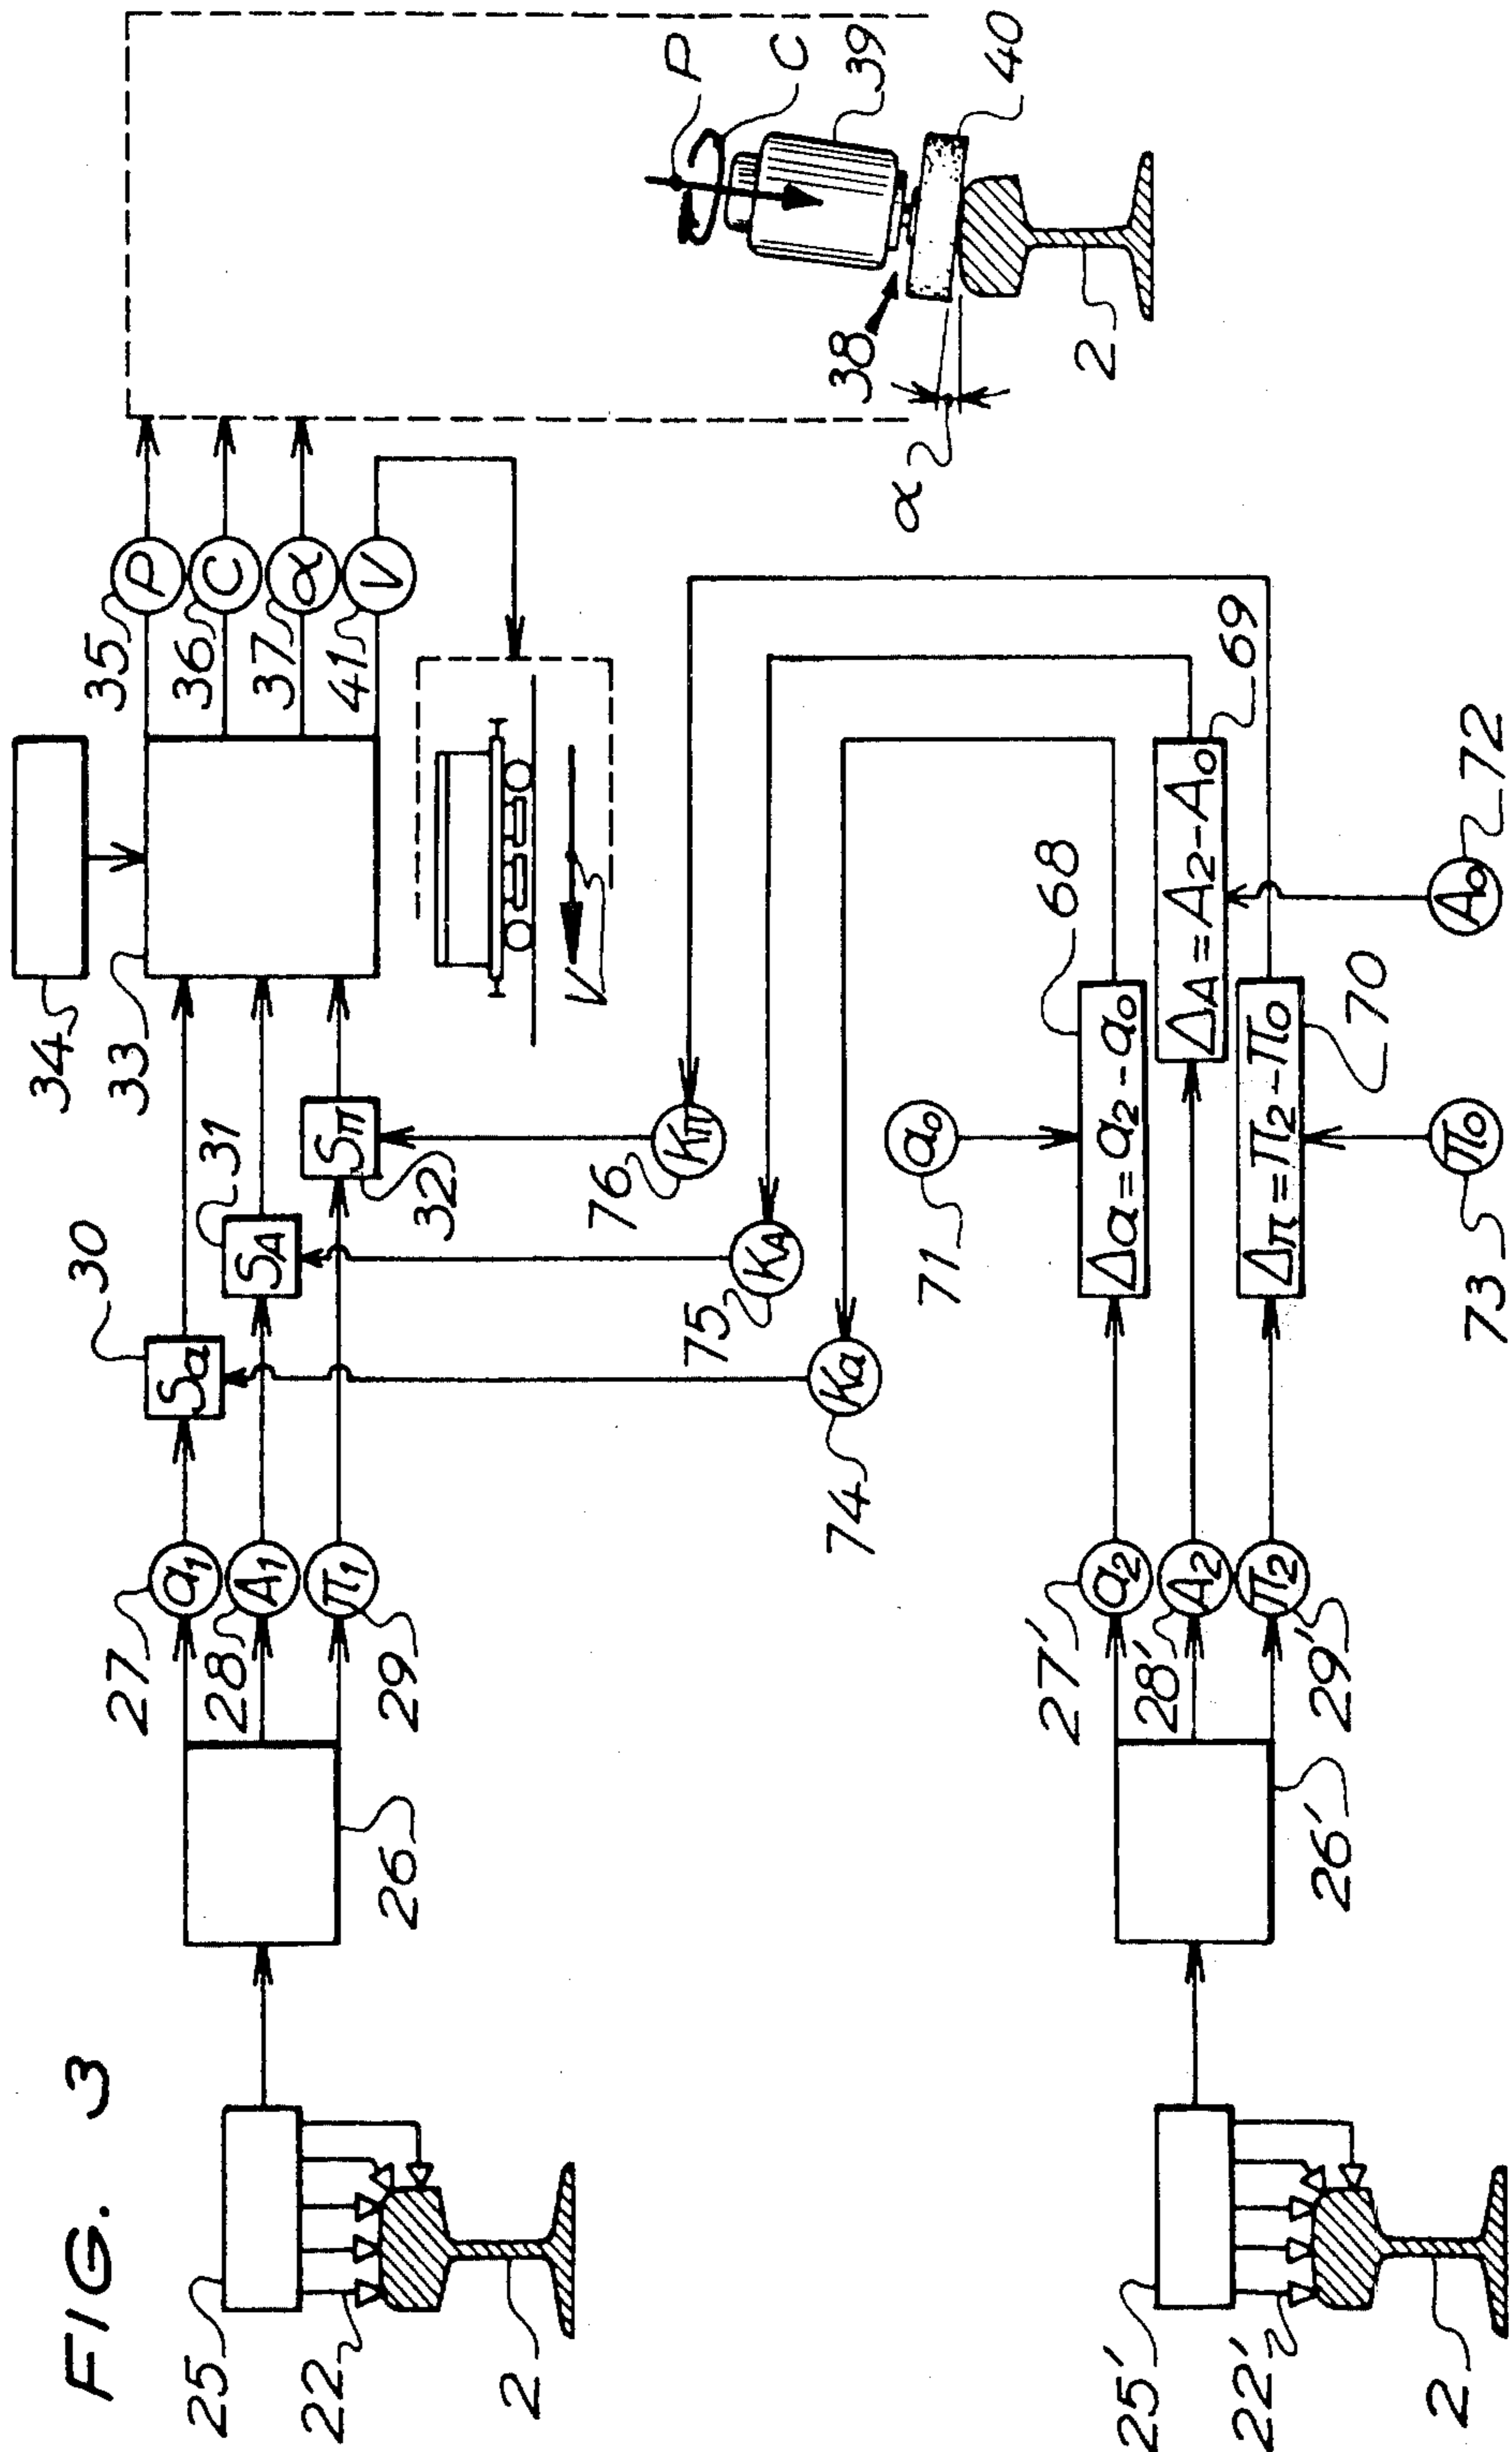 FIG. 3
25
22
2
26
27
28
29
a1
A1
Π1
30
Sa
31
SA
32
SΠ
33
34
35
36
37
41
P
C
α
V
V
P
C
39
40
38
α
2
74
Ka
75
KA
76
KΠ
25'
22'
2
26'
27'
28'
29'
a2
A2
Π2
71
a0
68
Δa = a2 - a0
69
ΔA = A2 - A0
70
ΔΠ = Π2 - Π0
72
A0
73
Π0